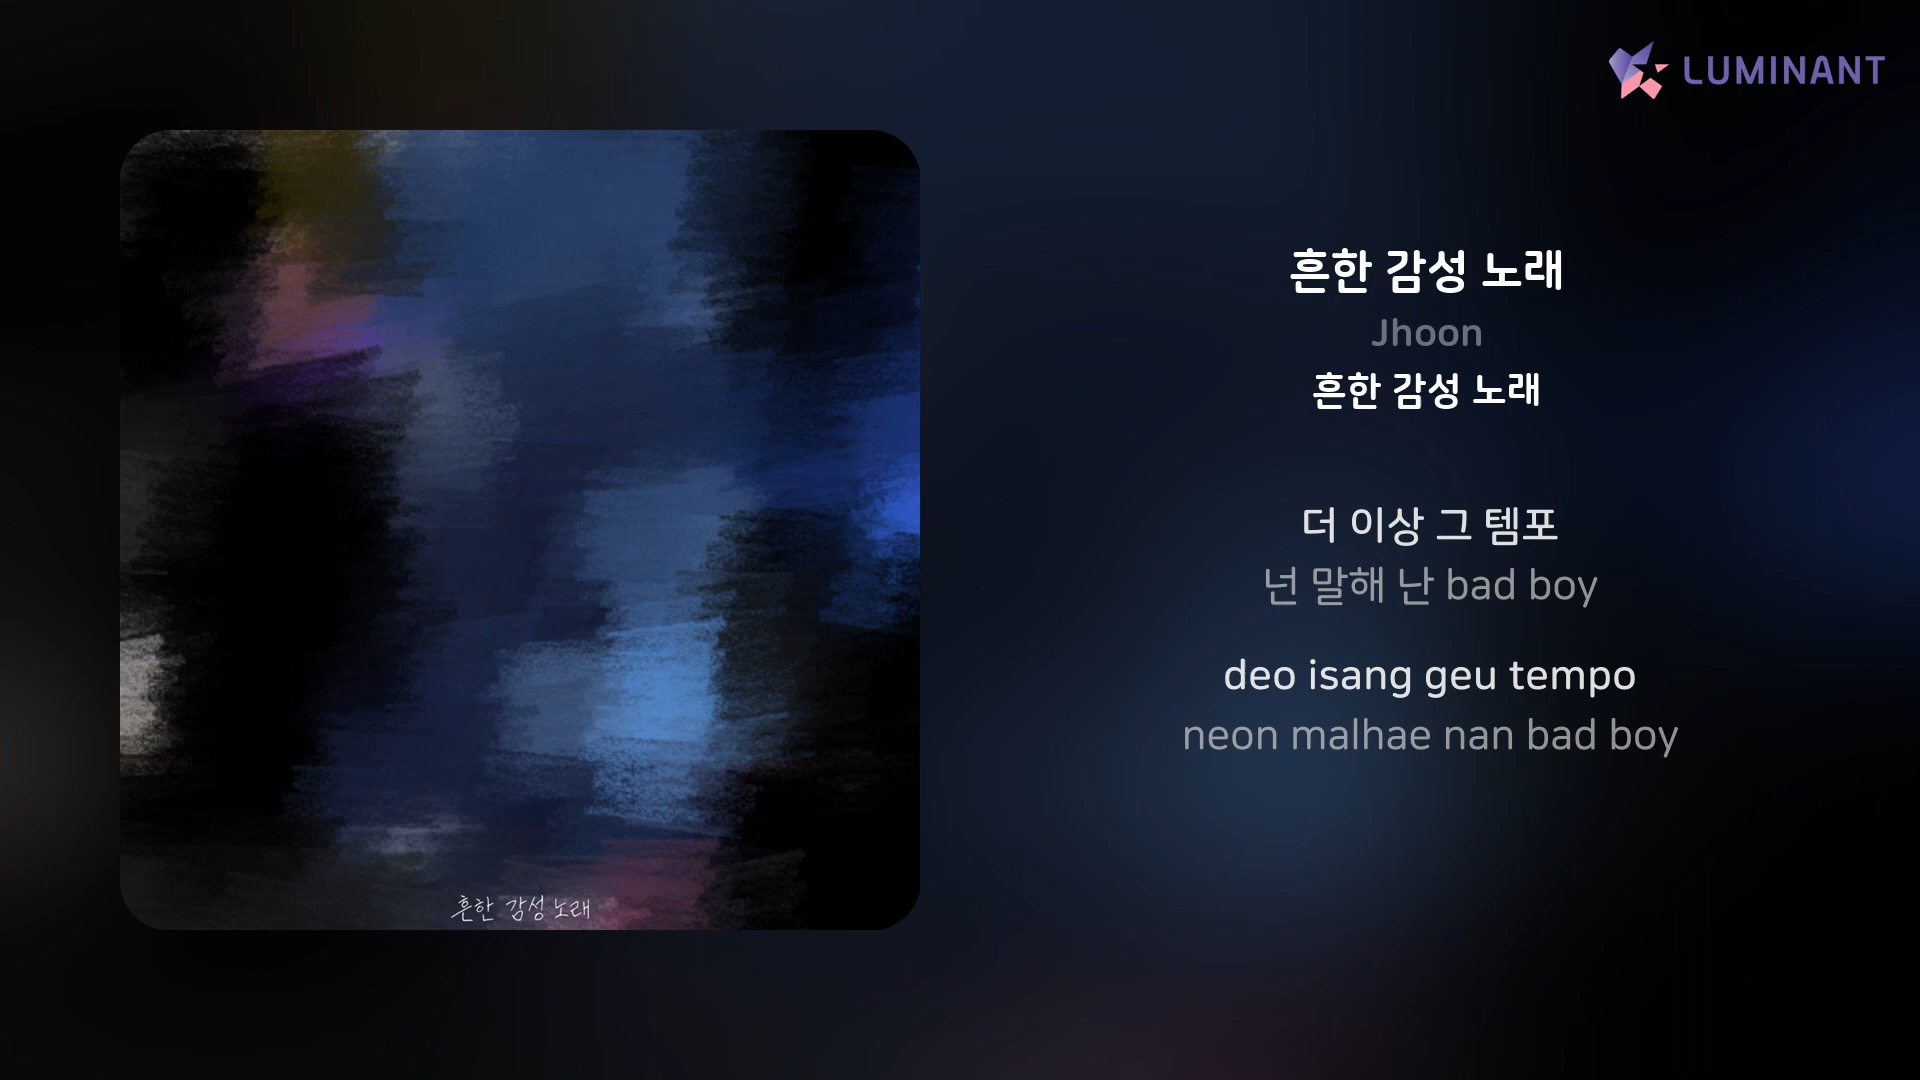 LUMINANT
흔한 감성 노래
Jhoon
흔한 감성 노래
더 이상 그 템포
넌 말해 난 bad boy
deo isang geu tempo
neon malhae nan bad boy
흔한 감성 노래